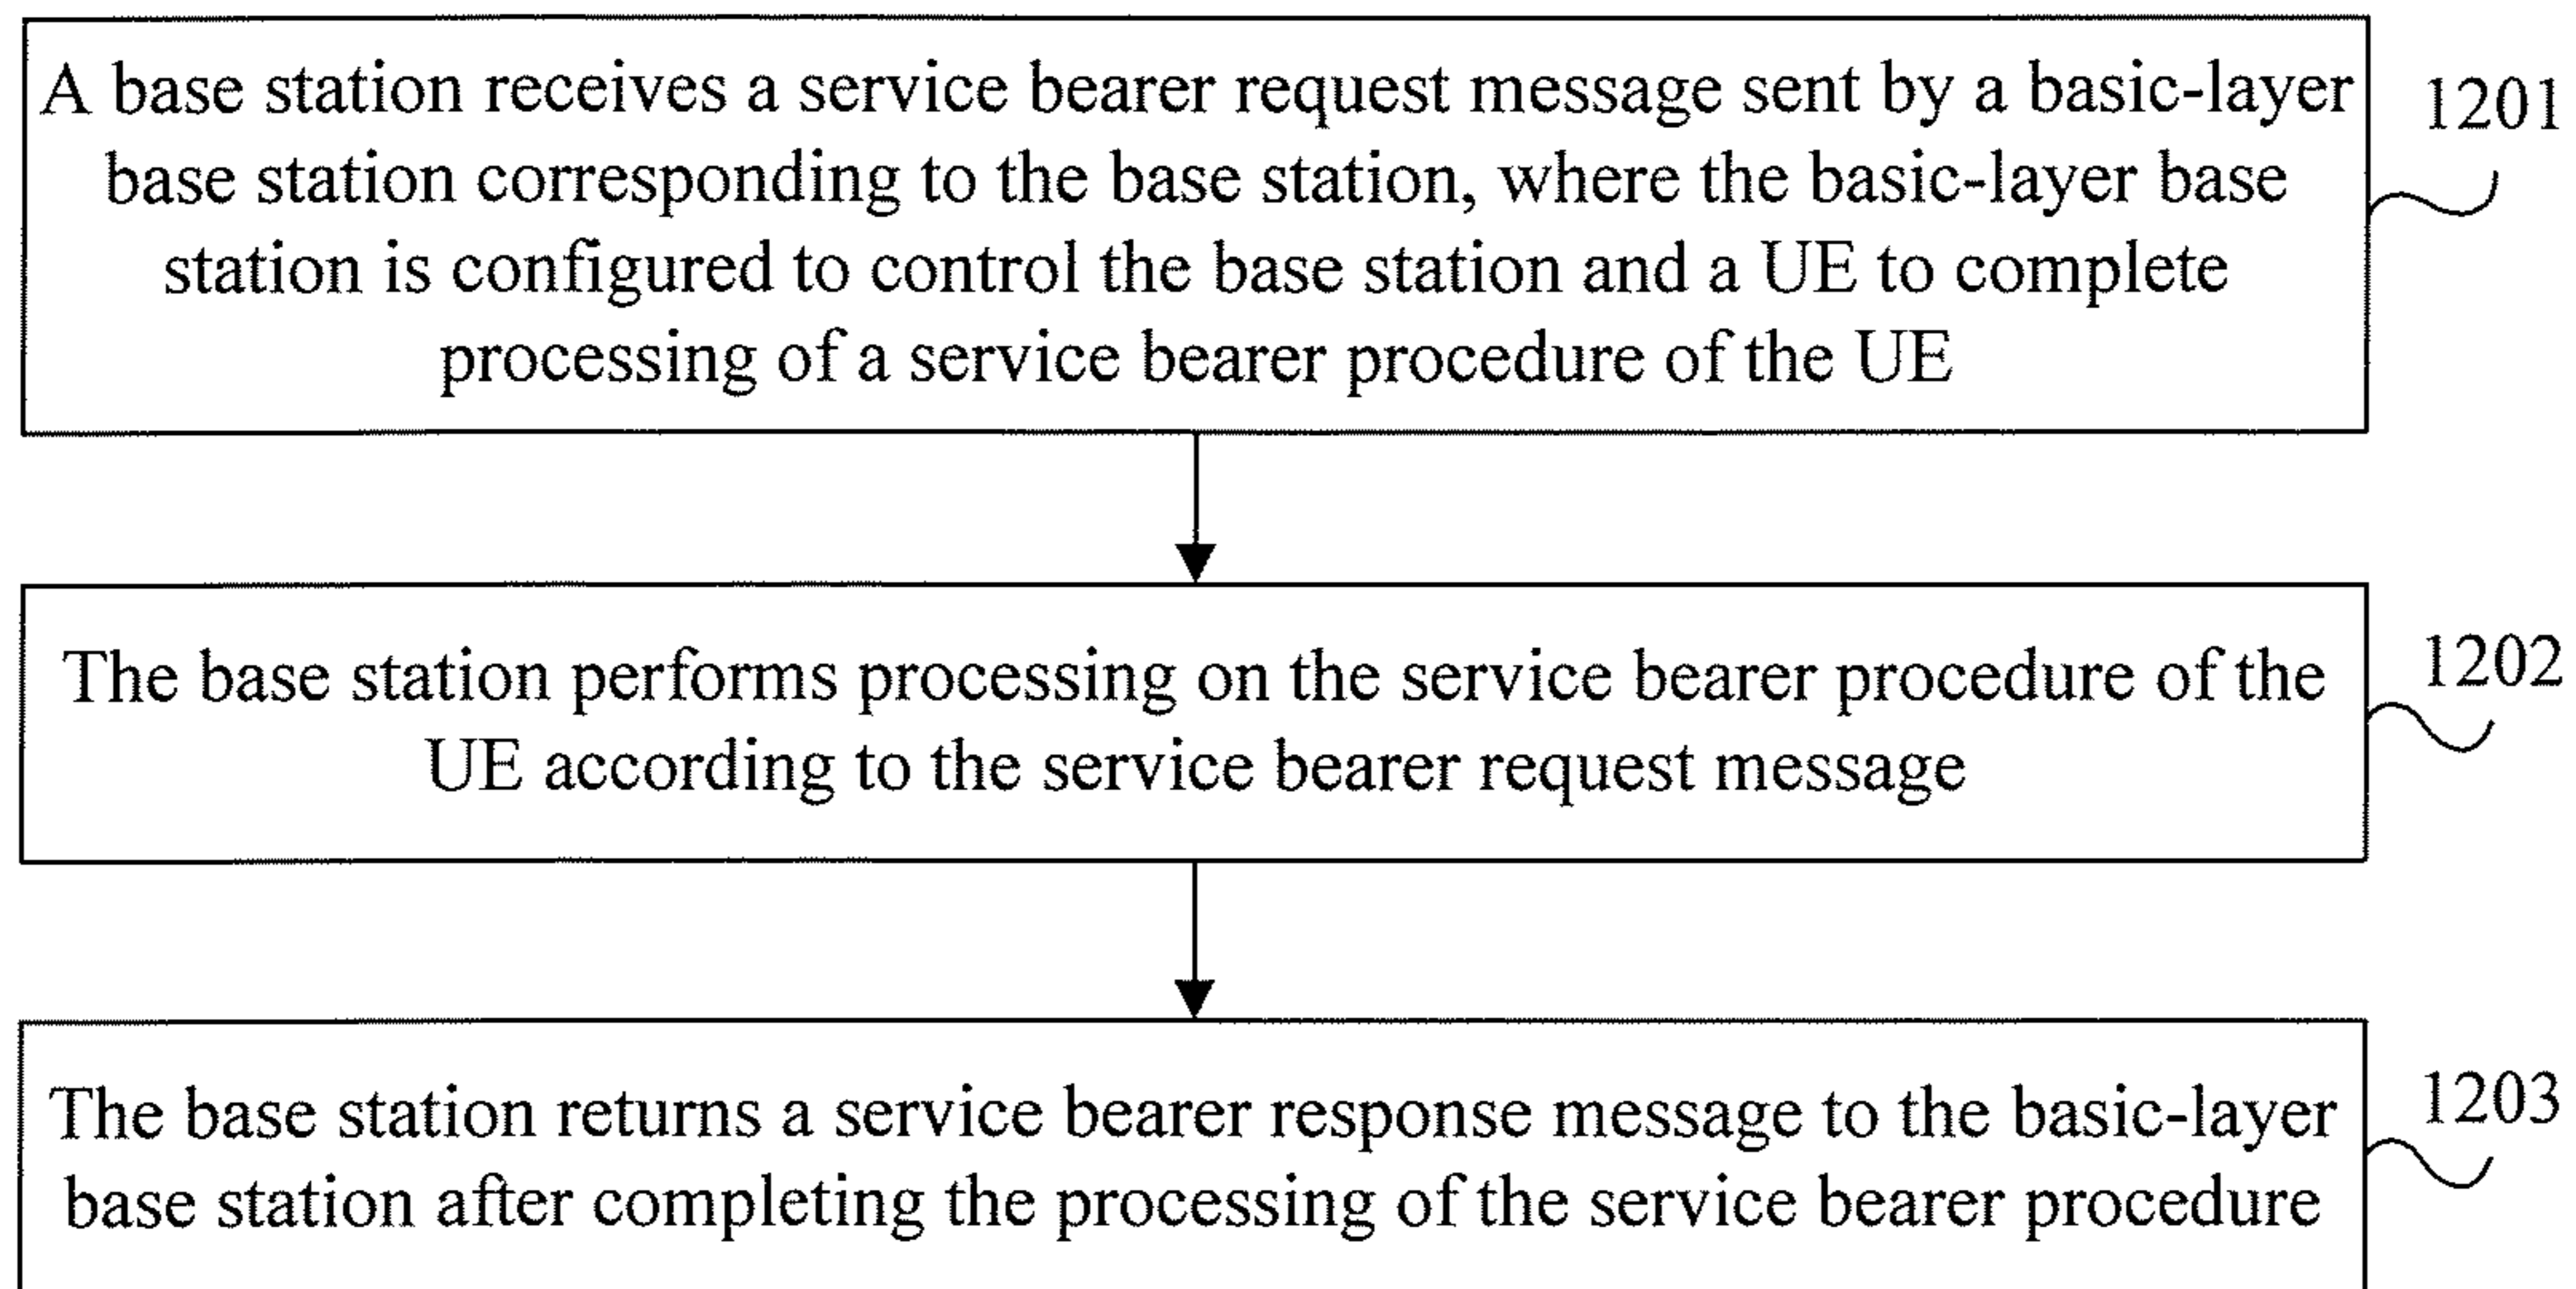 A base station receives a service bearer request message sent by a basic-layer
base station corresponding to the base station, where the basic-layer base
station is configured to control the base station and a UE to complete
processing of a service bearer procedure of the UE
1201
The base station performs processing on the service bearer procedure of the
UE according to the service bearer request message
1202
The base station returns a service bearer response message to the basic-layer
base station after completing the processing of the service bearer procedure
1203